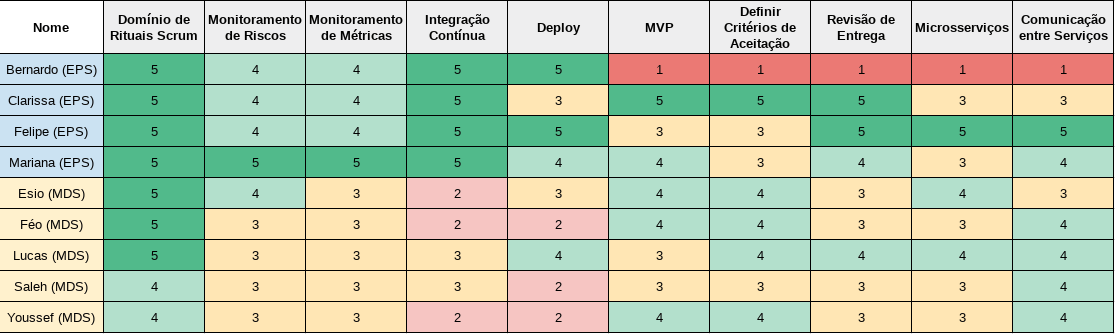 Nome Domínio de Rituais Scrum Monitoramento de Riscos Monitoramento de Métricas Integração Contínua Deploy MVP Definir Critérios de Aceitação Revisão de Entrega Microsserviços Comunicação entre Serviços
Bernardo (EPS) 5 4 4 5 5 1 1 1 1 1
Clarissa (EPS) 5 4 4 5 3 5 5 5 3 3
Felipe (EPS) 5 4 4 5 5 3 3 5 5 5
Mariana (EPS) 5 5 5 5 4 4 3 4 3 4
Esio (MDS) 5 4 3 2 3 4 4 3 4 3
Féo (MDS) 5 3 3 2 2 4 4 3 3 4
Lucas (MDS) 5 3 3 3 4 3 4 4 4 4
Saleh (MDS) 4 3 3 3 2 3 3 3 3 4
Youssef (MDS) 4 3 3 2 2 4 4 3 3 4